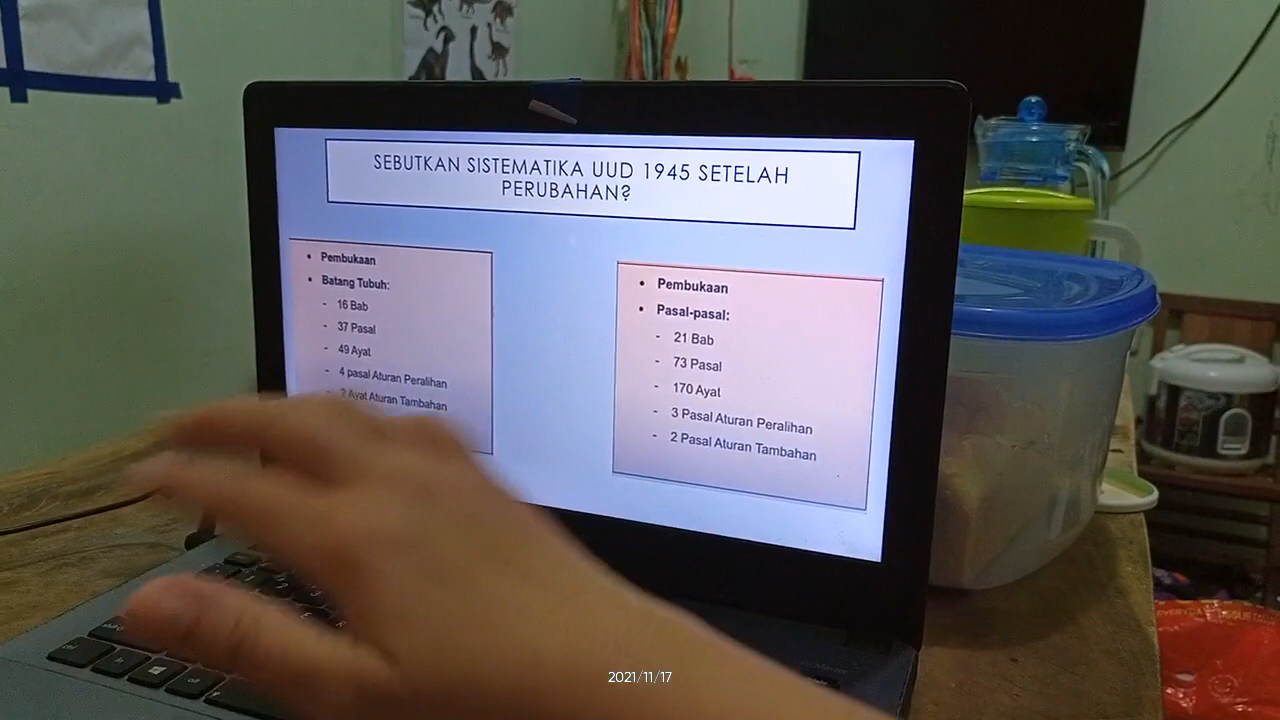 SEBUTKAN SISTEMATIKA UUD 1945 SETELAH
PERUBAHAN?
• Pembukaan
• Batang Tubuh:
- 16 Bab
- 37 Pasal
- 49 Ayat
- 4 pasal Aturan Peralihan
2 Ayat Aturan Tambahan
• Pembukaan
• Pasal-pasal:
- 21 Bab
- 73 Pasal
- 170 Ayat
- 3 Pasal Aturan Peralihan
- 2 Pasal Aturan Tambahan
2021/11/17